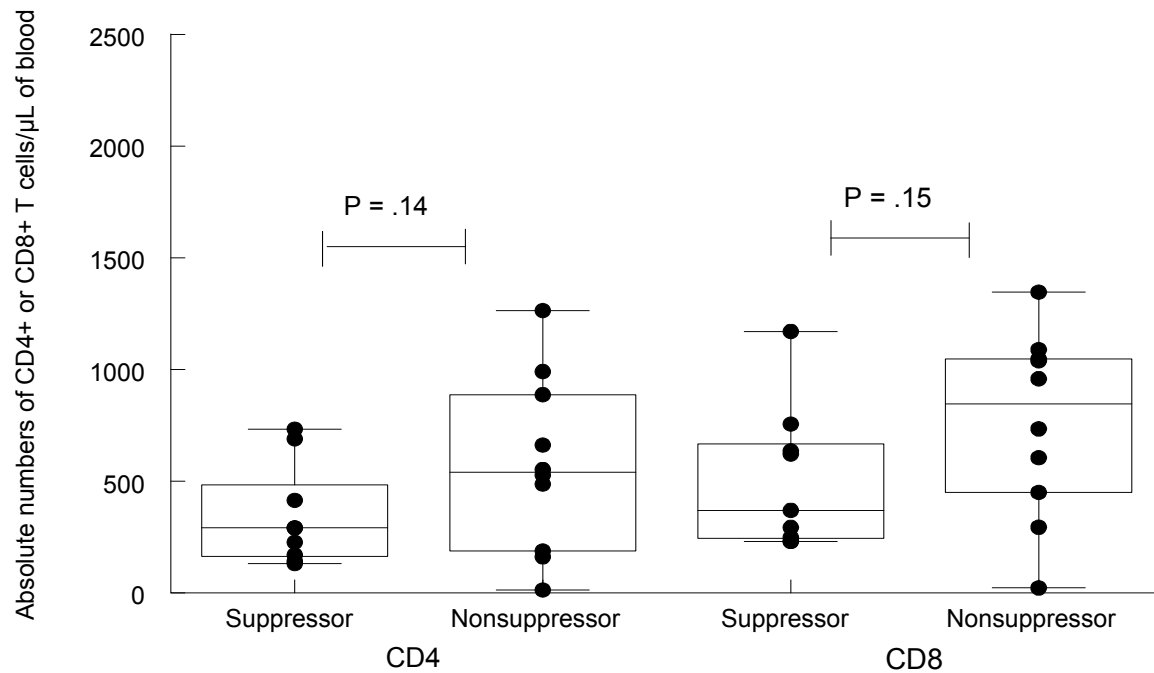 Absolute numbers of CD4+ or CD8+ T cells/µL of blood
2500
2000
1500
1000
500
0
P = .14
P = .15
Suppressor
Nonsuppressor
Suppressor
Nonsuppressor
CD4
CD8